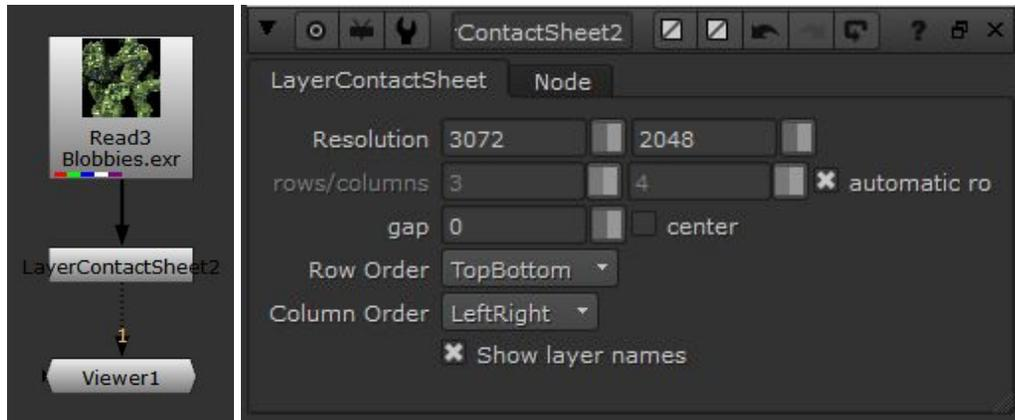 Read3
Blobbies.exr
LayerContactSheet2
1
Viewer1
ContactSheet2
?
LayerContactSheet Node
Resolution 3072 2048
rows/columns 3 4 automatic ro
gap 0 center
Row Order TopBottom
Column Order LeftRight
Show layer names